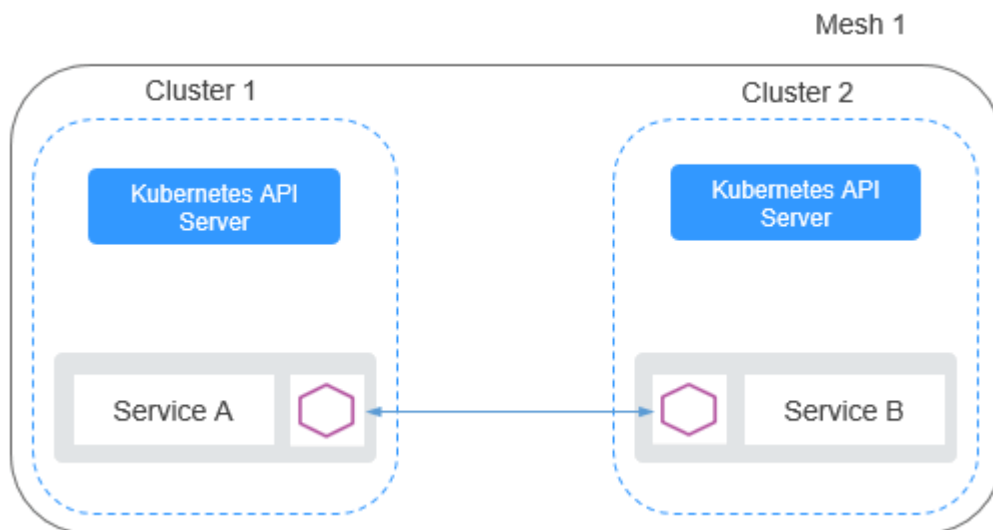 Mesh 1
Cluster 1
Cluster 2
Kubernetes API
Server
Kubernetes API
Server
Service A
Service B